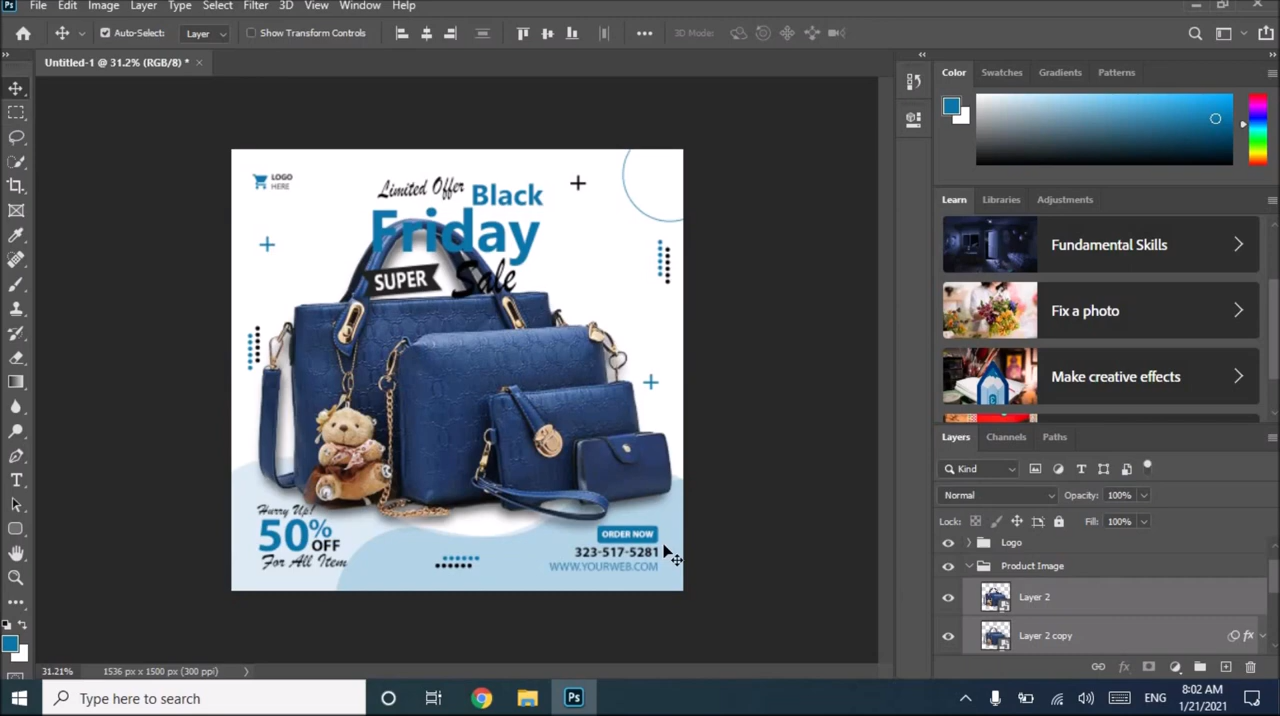 Ps File Edit Image Layer Type Select Filter 3D View Window Help
Auto-Select: Layer Show Transform Controls 3D Mode:
Untitled-1 @ 31.2% (RGB/8) *
Color Swatches Gradients Patterns
LOGO
HERE
Limited Offer Black
Friday
SUPER Sale
Hurry Up!
50% OFF
For All Item
ORDER NOW
323-517-5281
WWW.YOURWEB.COM
Learn Libraries Adjustments
Fundamental Skills
Fix a photo
Make creative effects
Layers Channels Paths
Kind
Normal Opacity: 100%
Lock: Fill: 100%
Logo
Product Image
Layer 2
Layer 2 copy fx
fx
31.21% 1536 px x 1500 px (300 ppi)
Type here to search
Ps
ENG
8:02 AM
1/21/2021